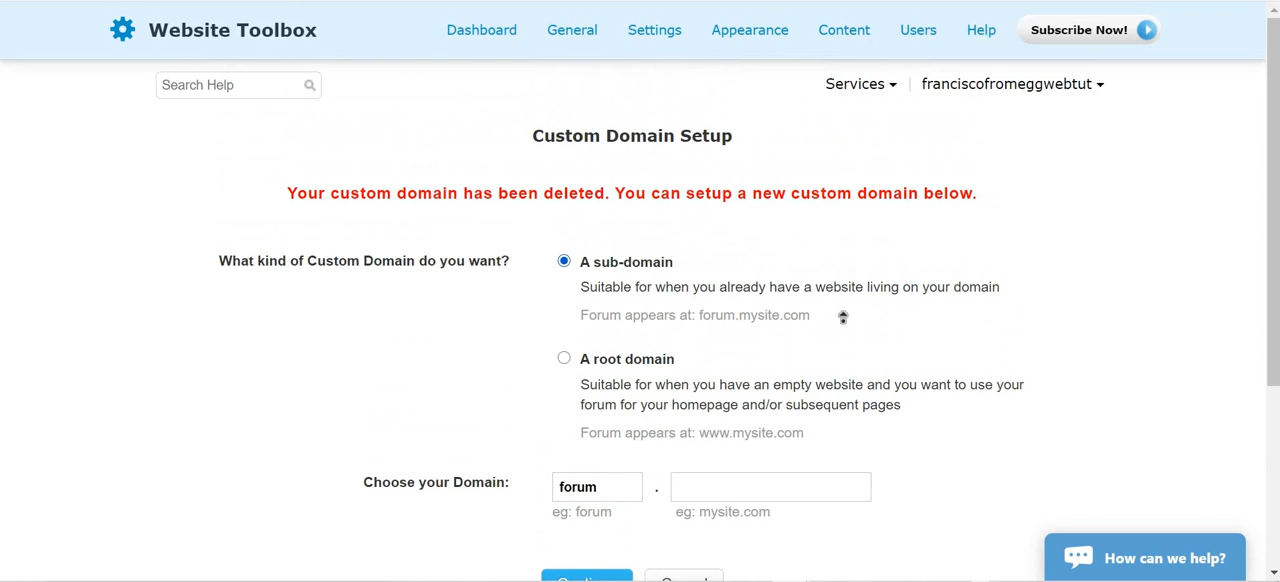 Website Toolbox
Dashboard General Settings Appearance Content Users Help Subscribe Now!
Search Help
Services franciscofromeggwebtut
Custom Domain Setup
Your custom domain has been deleted. You can setup a new custom domain below.
What kind of Custom Domain do you want?
A sub-domain
Suitable for when you already have a website living on your domain
Forum appears at: forum.mysite.com
A root domain
Suitable for when you have an empty website and you want to use your
forum for your homepage and/or subsequent pages
Forum appears at: www.mysite.com
Choose your Domain: forum .
eg: forum eg: mysite.com
How can we help?